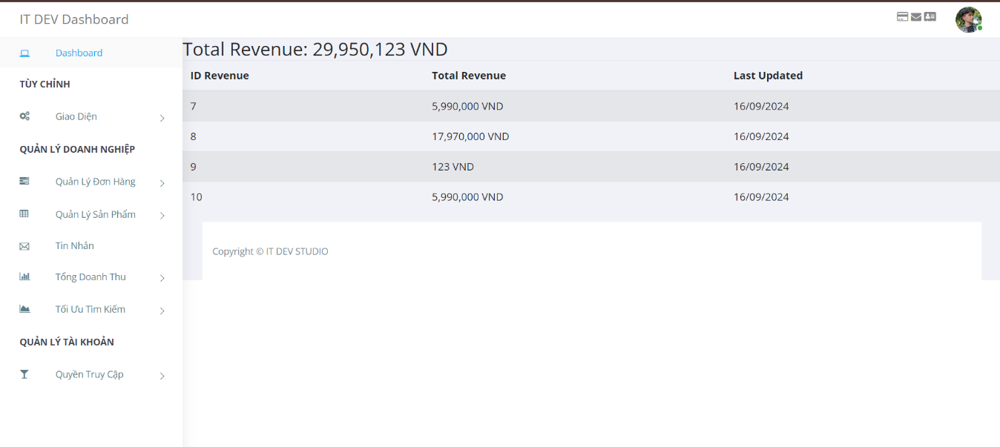 IT DEV Dashboard
Dashboard
TÙY CHỈNH
Giao Diện
QUẢN LÝ DOANH NGHIỆP
Quản Lý Đơn Hàng
Quản Lý Sản Phẩm
Tin Nhắn
Tổng Doanh Thu
Tối Ưu Tìm Kiếm
QUẢN LÝ TÀI KHOẢN
Quyền Truy Cập
Total Revenue: 29,950,123 VND
ID Revenue Total Revenue Last Updated
7 5,990,000 VND 16/09/2024
8 17,970,000 VND 16/09/2024
9 123 VND 16/09/2024
10 5,990,000 VND 16/09/2024
Copyright © IT DEV STUDIO